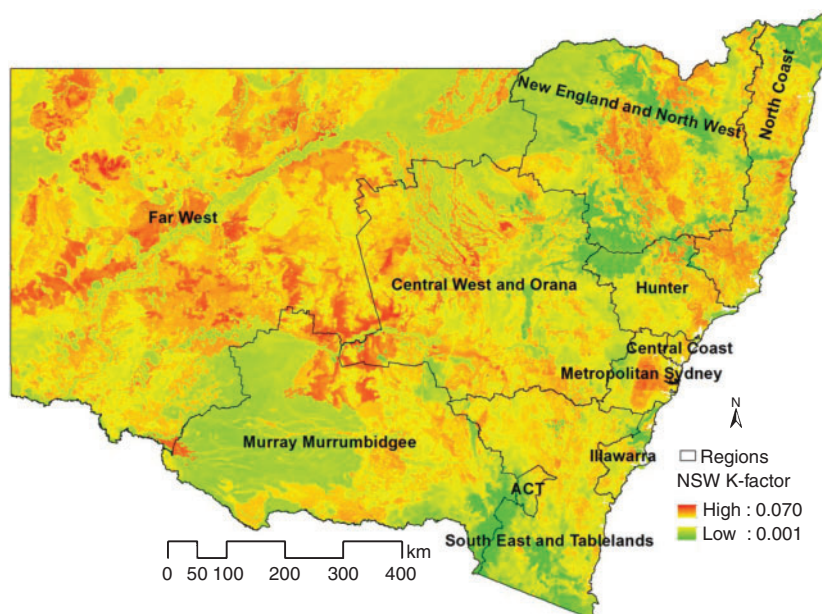 New England and North West
North Coast
Far West
Central West and Orana
Hunter
Central Coast
Metropolitan Sydney
Murray Murrumbidgee
Illawarra
ACT
South East and Tablelands
N
Regions
NSW K-factor
High : 0.070
Low : 0.001
km
0 50 100 200 300 400